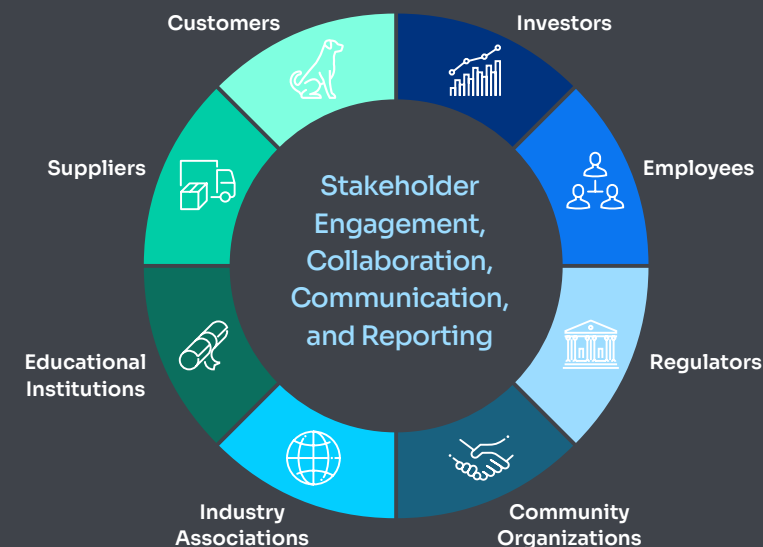 Customers
Investors
Suppliers
Employees
Stakeholder
Engagement,
Collaboration,
Communication,
and Reporting
Educational
Institutions
Regulators
Industry
Associations
Community
Organizations